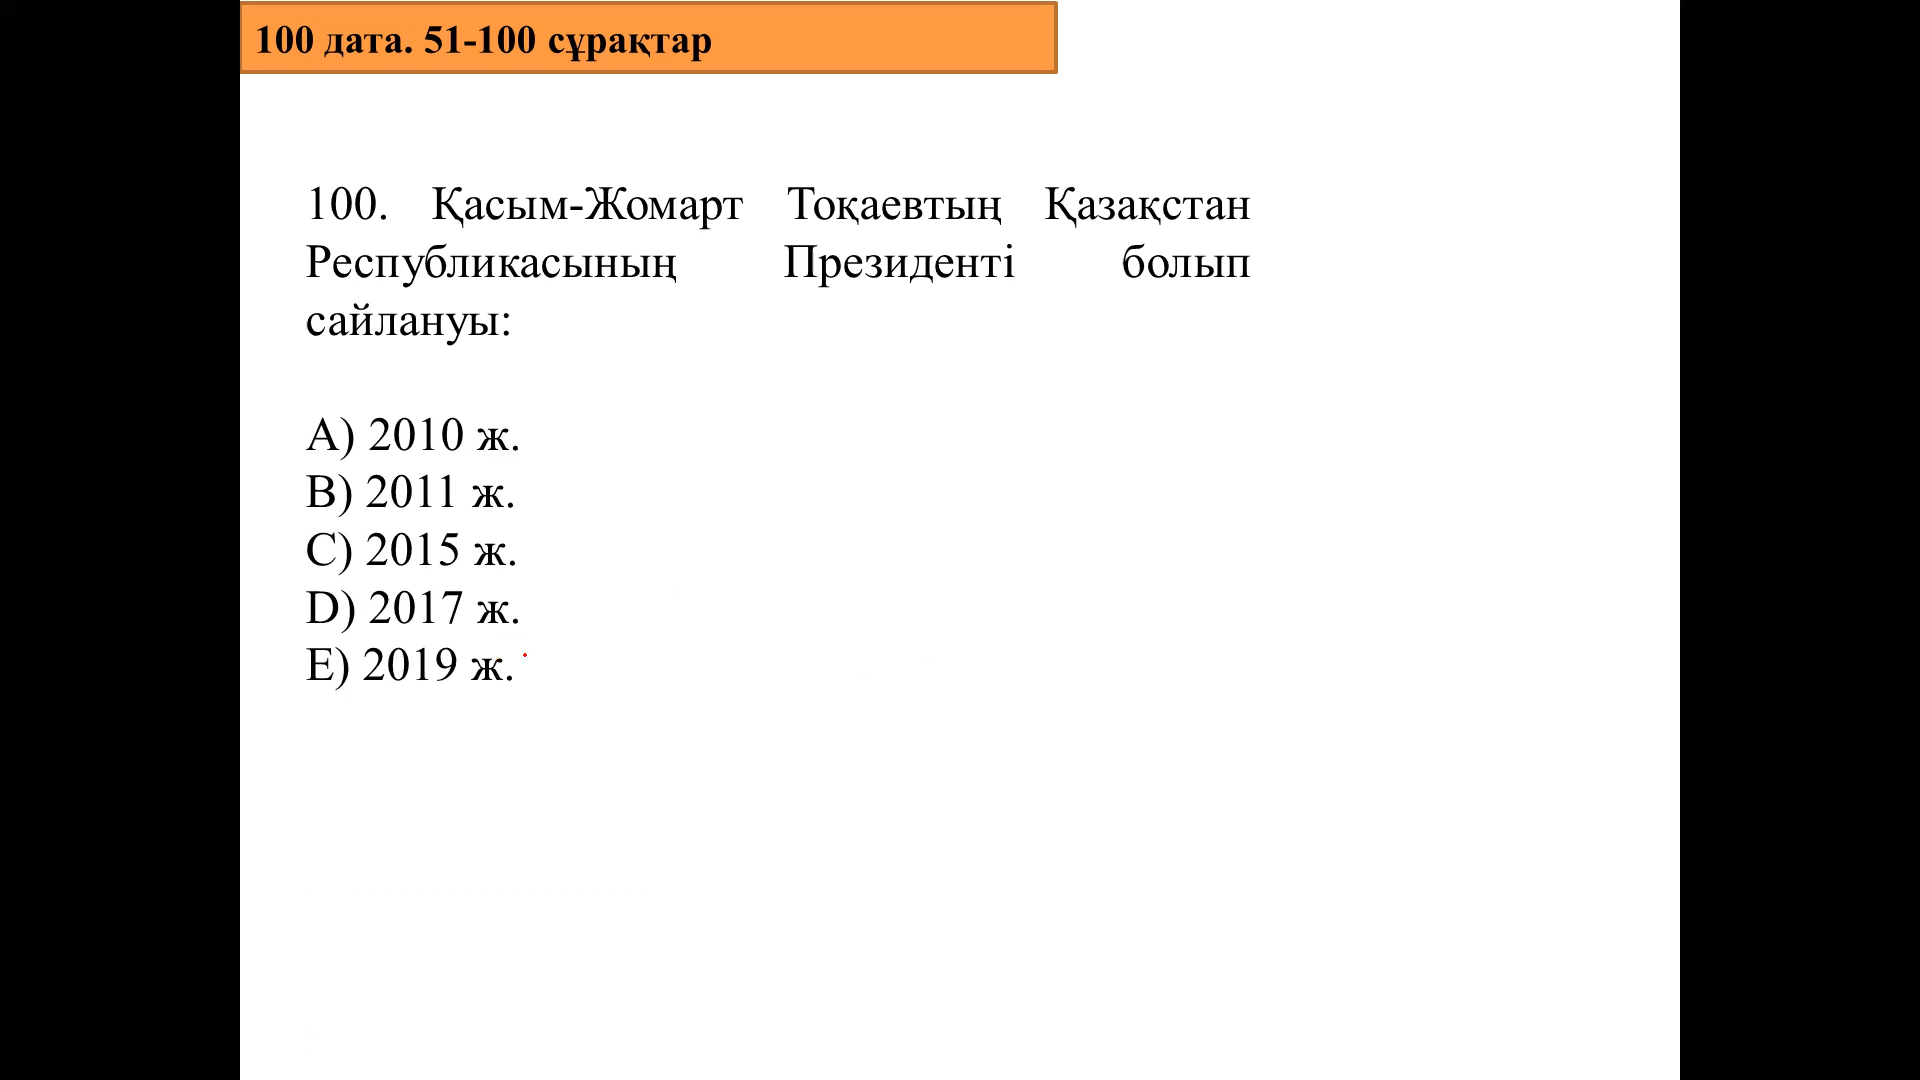 100 дата. 51-100 сұрақтар
100. Қасым-Жомарт Тоқаевтың Қазақстан
Республикасының Президенті болып
сайлануы:
A) 2010 ж.
B) 2011 ж.
C) 2015 ж.
D) 2017 ж.
E) 2019 ж.